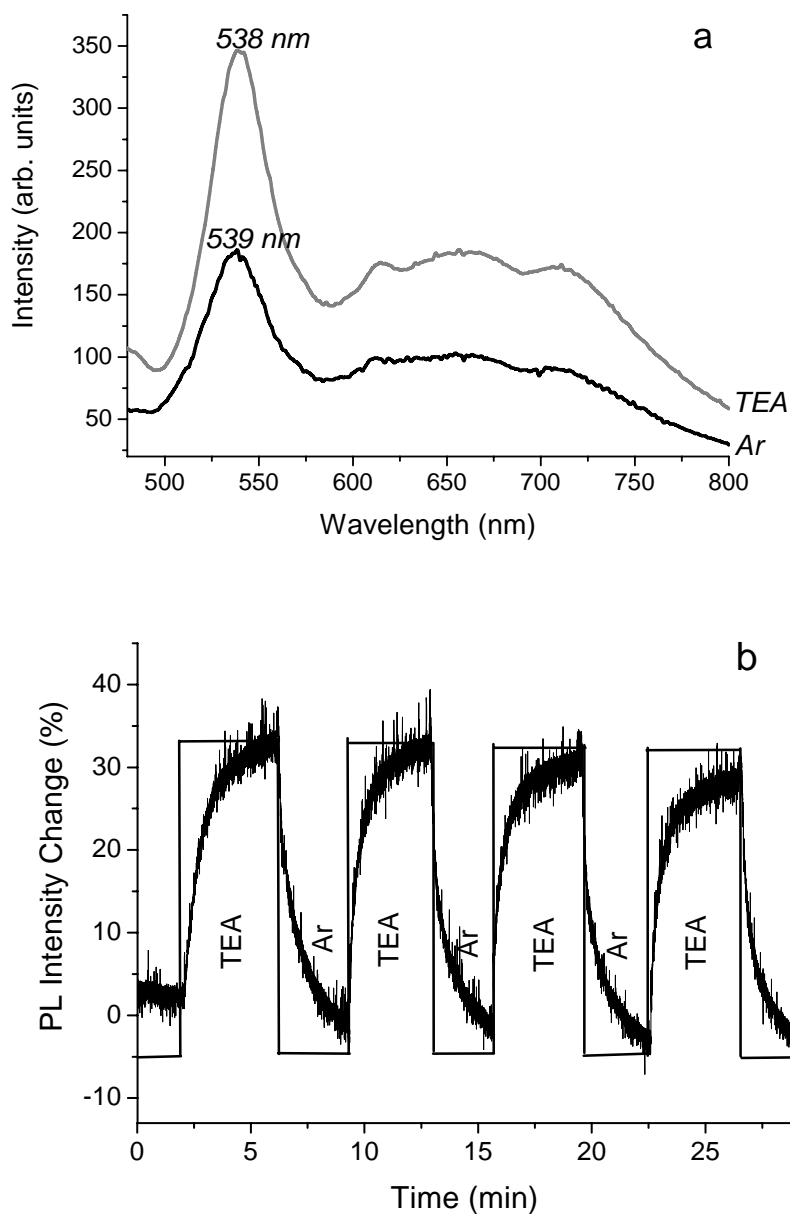 a
538 nm
539 nm
TEA
Ar
350
300
250
200
150
100
50
Intensity (arb. units)
500 550 600 650 700 750 800
Wavelength (nm)
b
40
30
20
10
0
-10
PL Intensity Change (%)
TEA
Ar
TEA
Ar
TEA
Ar
TEA
0 5 10 15 20 25
Time (min)